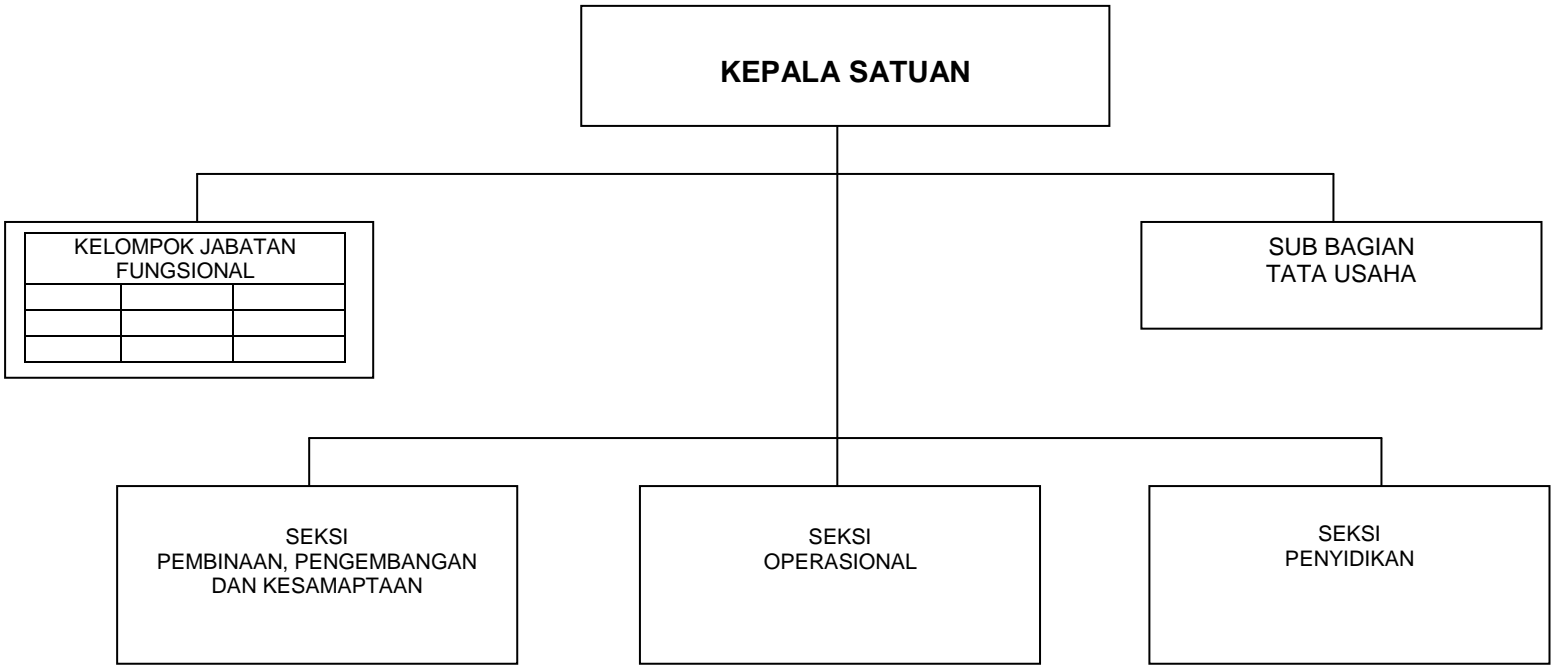 KEPALA SATUAN
KELOMPOK JABATAN
FUNGSIONAL
SUB BAGIAN
TATA USAHA
SEKSI
PEMBINAAN, PENGEMBANGAN
DAN KESAMAPTAAN
SEKSI
OPERASIONAL
SEKSI
PENYIDIKAN